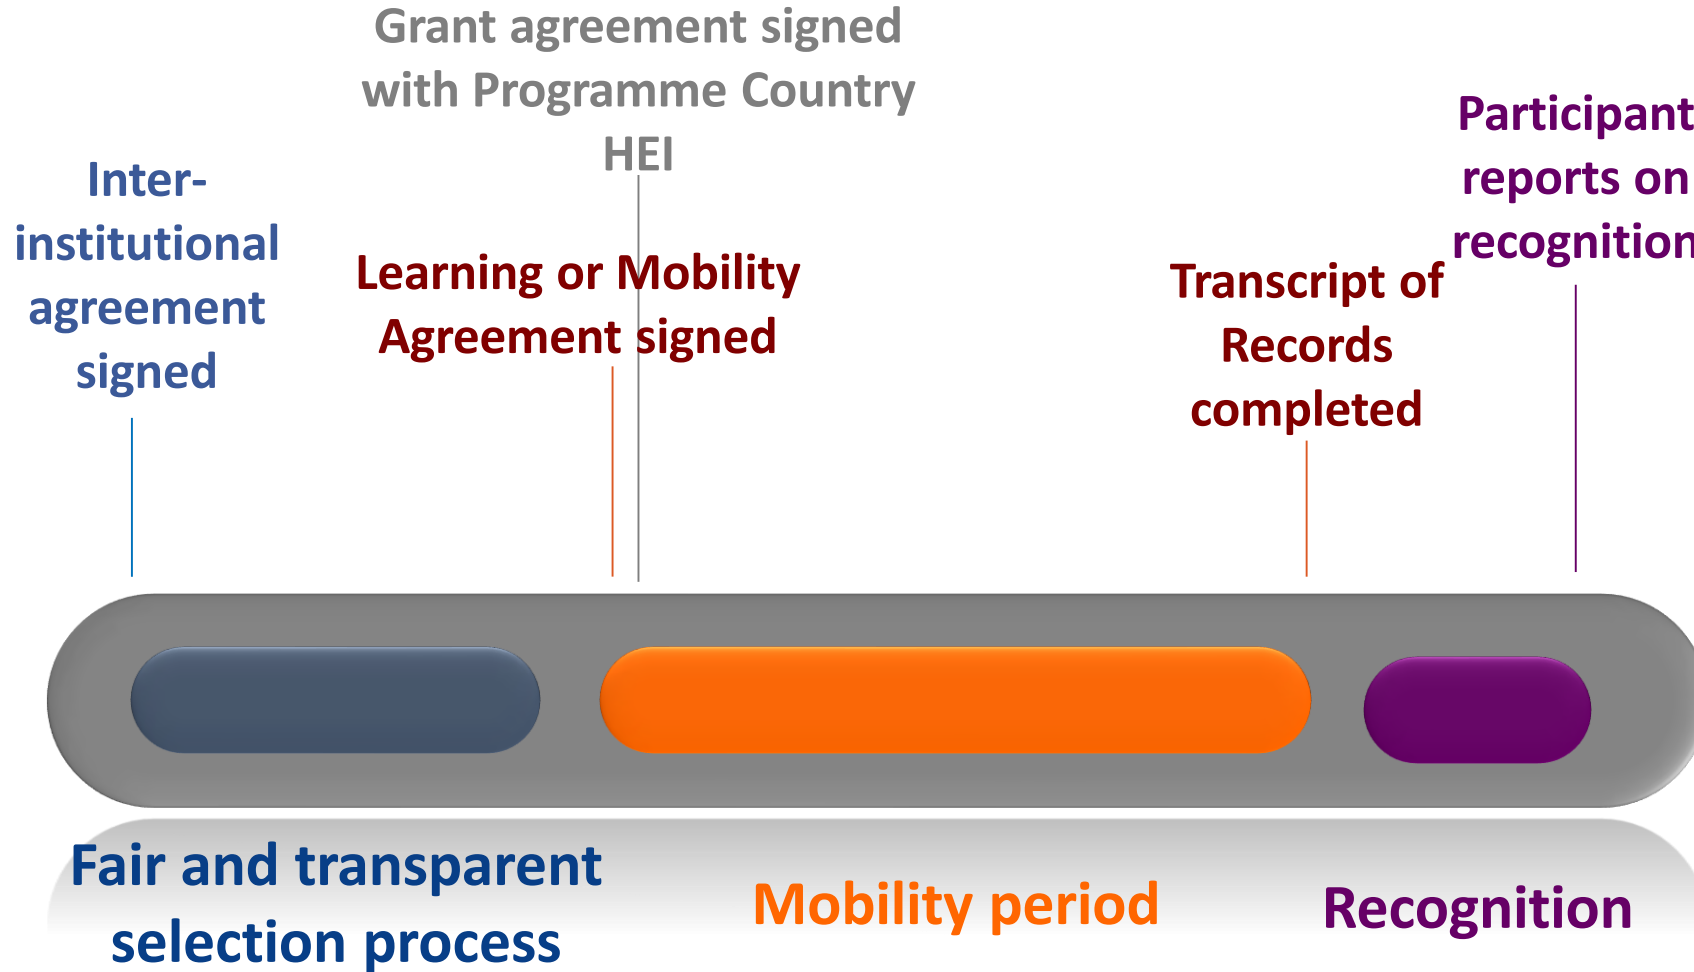 Grant agreement signed
with Programme Country
HEI
Inter-
institutional
agreement
signed
Learning or Mobility
Agreement signed
Transcript of
Records
completed
Participant
reports on
recognition
Fair and transparent
selection process
Mobility period
Recognition